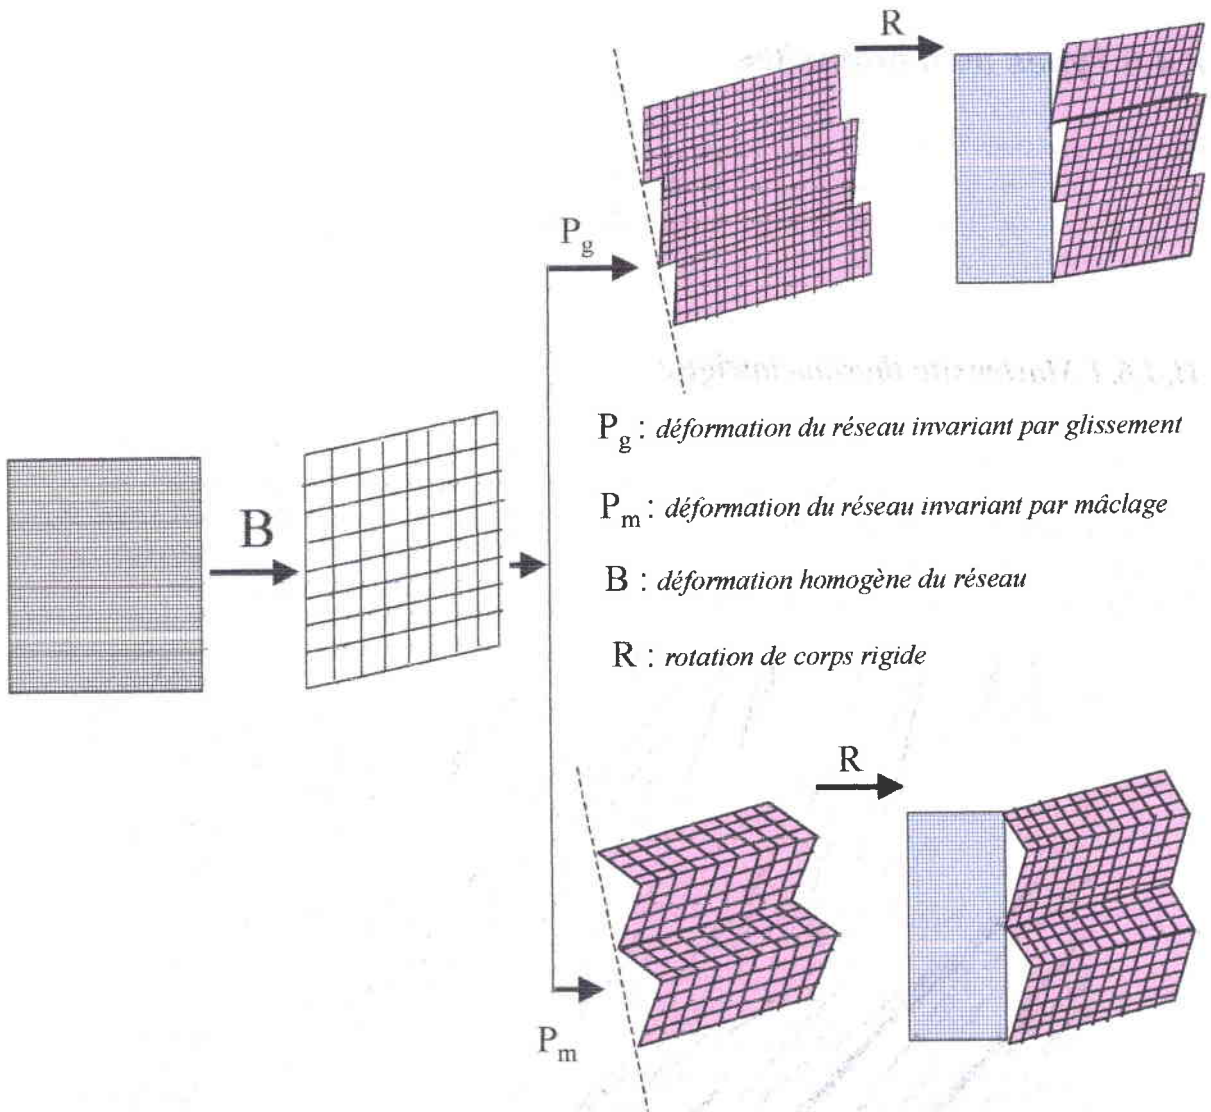 R
P_g
P_g : déformation du réseau invariant par glissement
P_m : déformation du réseau invariant par mâclage
B
B : déformation homogène du réseau
R : rotation de corps rigide
R
P_m